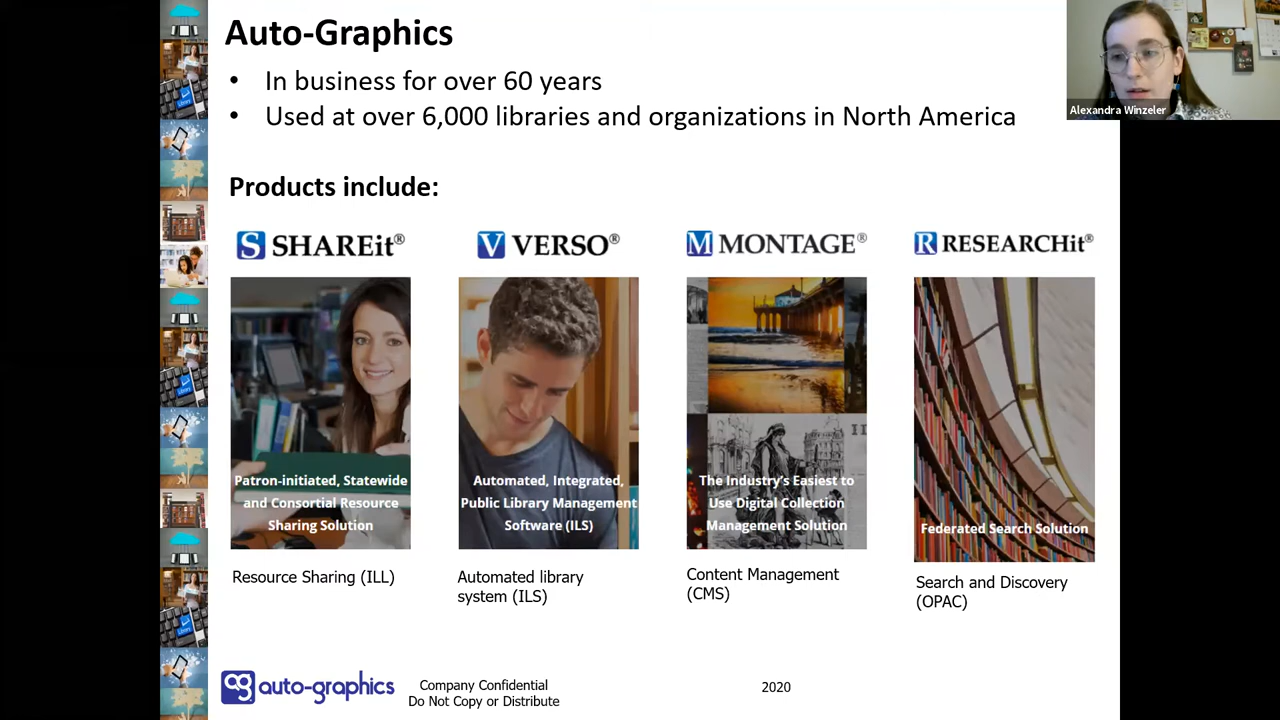 Auto-Graphics
• In business for over 60 years
• Used at over 6,000 libraries and organizations in North America
Alexandra Winzeler
Products include:
S SHAREit®
V VERSO®
M MONTAGE®
R RESEARCHit®
Patron-initiated, Statewide
and Consortial Resource
Sharing Solution
Automated, Integrated,
Public Library Management
Software (ILS)
The Industry's Easiest to
Use Digital Collection
Management Solution
Federated Search Solution
Resource Sharing (ILL)
Automated library
system (ILS)
Content Management
(CMS)
Search and Discovery
(OPAC)
ag auto-graphics
Company Confidential
Do Not Copy or Distribute
2020